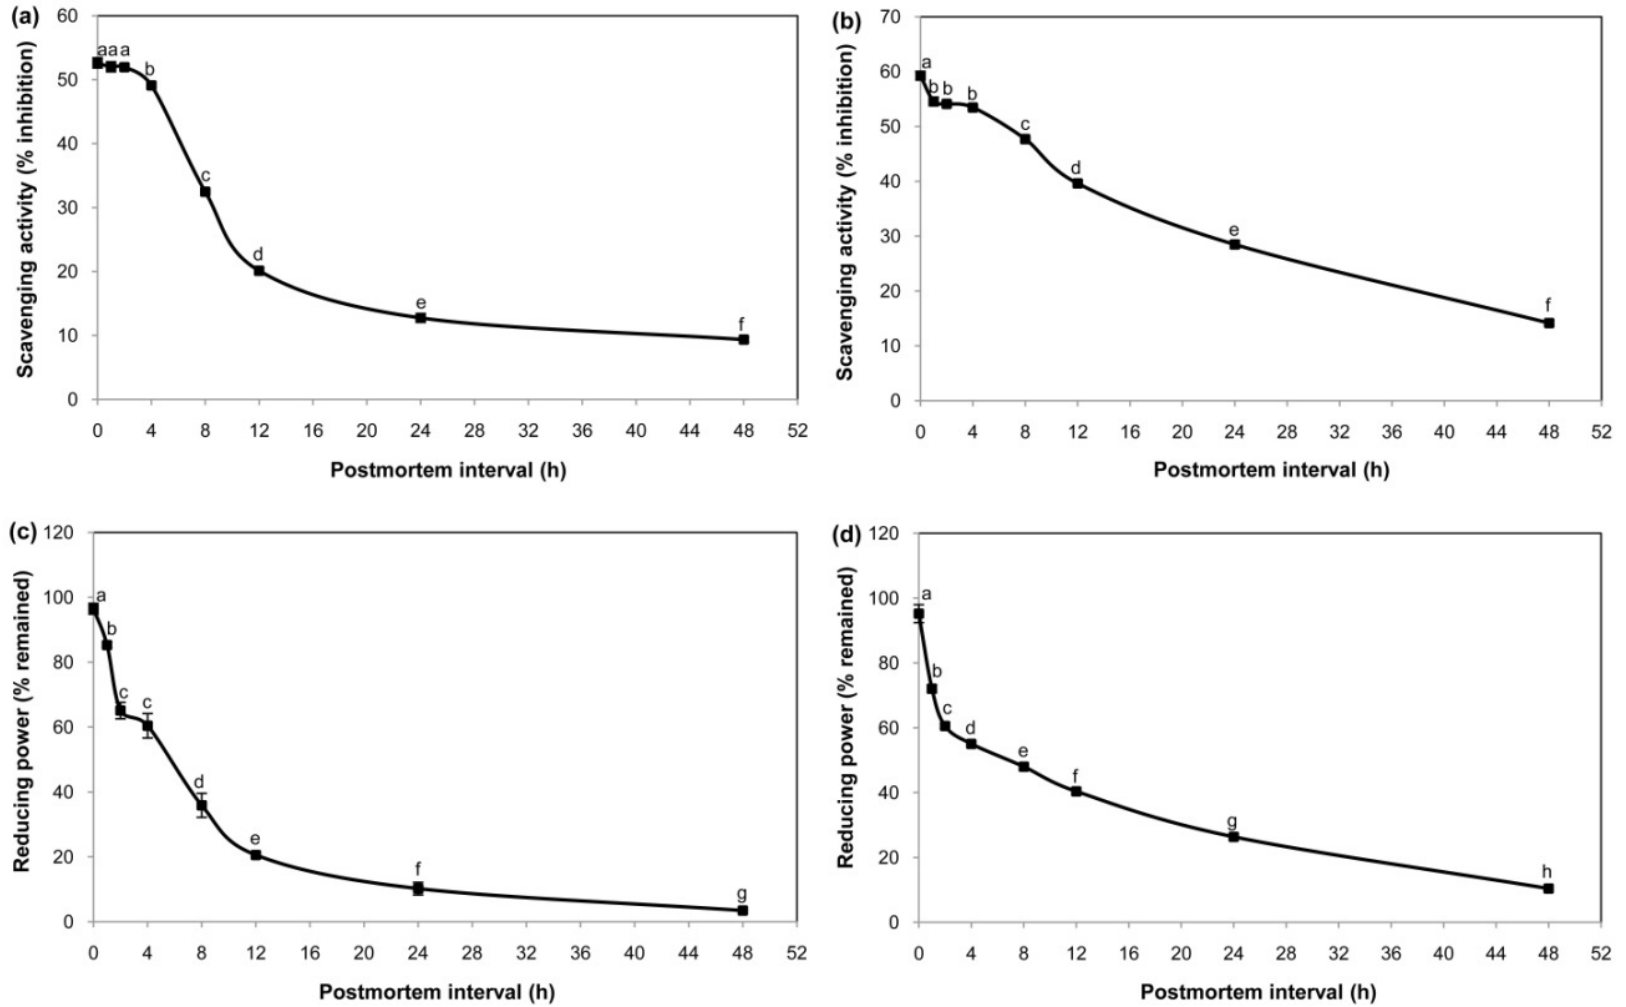 (a)
60
50
40
30
20
10
0
Scavenging activity (% inhibition)
a a a
b
c
d
e
f
0 4 8 12 16 20 24 28 32 36 40 44 48 52
Postmortem interval (h)
(b)
70
60
50
40
30
20
10
0
Scavenging activity (% inhibition)
a
b b b
c
d
e
f
0 4 8 12 16 20 24 28 32 36 40 44 48 52
Postmortem interval (h)
(c)
120
100
80
60
40
20
0
Reducing power (% remained)
a
b
c c
d
e
f
g
0 4 8 12 16 20 24 28 32 36 40 44 48 52
Postmortem interval (h)
(d)
120
100
80
60
40
20
0
Reducing power (% remained)
a
b
c
d
e
f
g
h
0 4 8 12 16 20 24 28 32 36 40 44 48 52
Postmortem interval (h)